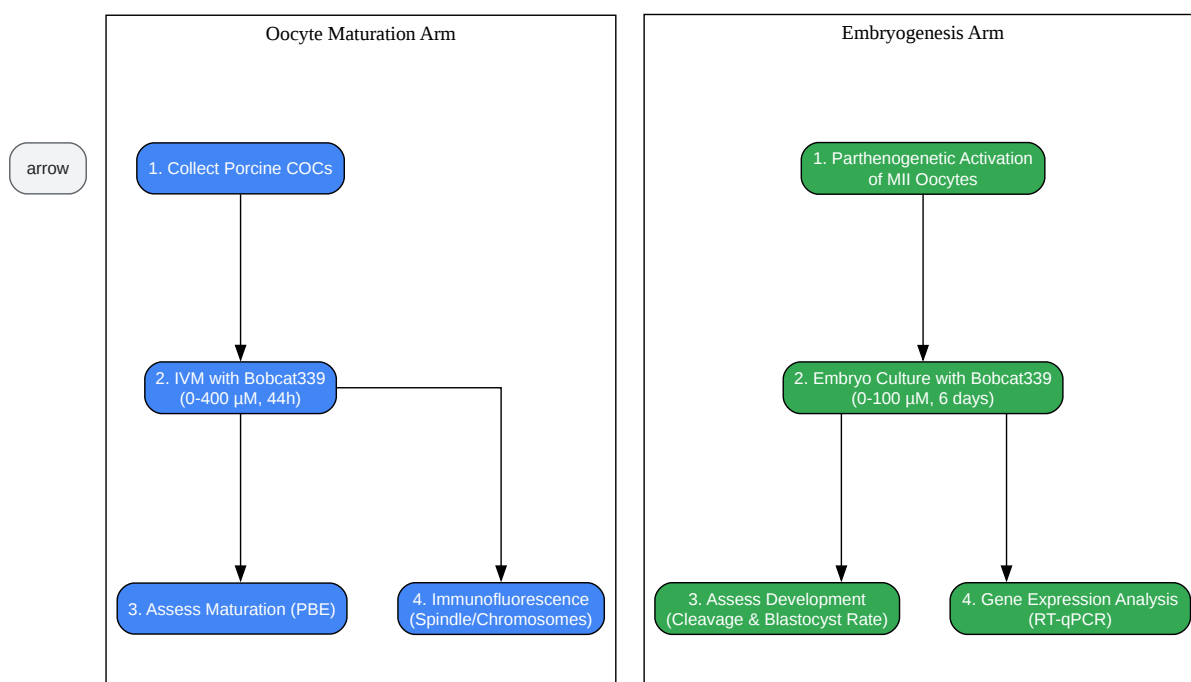 Oocyte Maturation Arm
Embryogenesis Arm
arrow
1. Collect Porcine COCs
1. Parthenogenetic Activation
of MII Oocytes
2. IVM with Bobcat339
(0-400 µM, 44h)
2. Embryo Culture with Bobcat339
(0-100 µM, 6 days)
3. Assess Maturation (PBE)
4. Immunofluorescence
(Spindle/Chromosomes)
3. Assess Development
(Cleavage & Blastocyst Rate)
4. Gene Expression Analysis
(RT-qPCR)